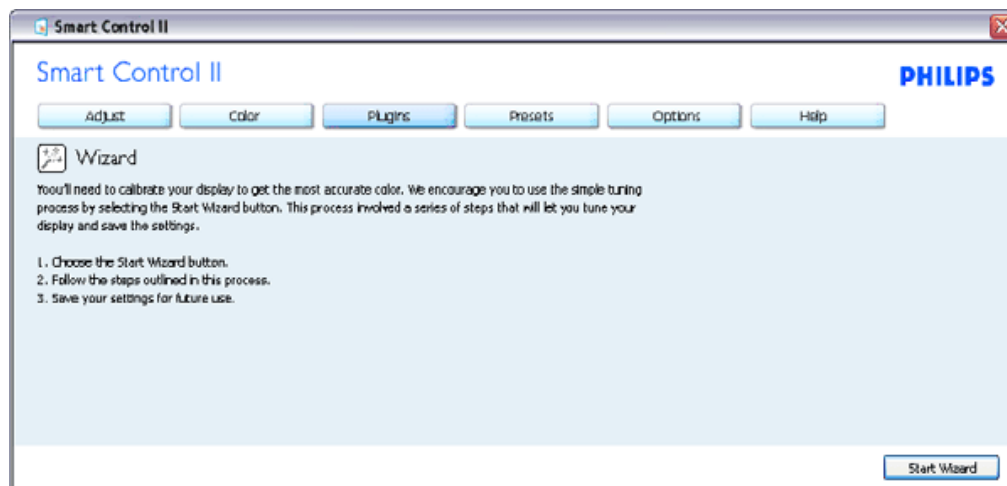 Smart Control II
Smart Control II
PHILIPS
Adjust Color Plugins Presets Options Help
Wizard
Yoou'll need to calibrate your display to get the most accurate color. We encourage you to use the simple tuning
process by selecting the Start Wizard button. This process involved a series of steps that will let you tune your
display and save the settings.
1. Choose the Start Wizard button.
2. Follow the steps outlined in this process.
3. Save your settings for future use.
Start Wizard